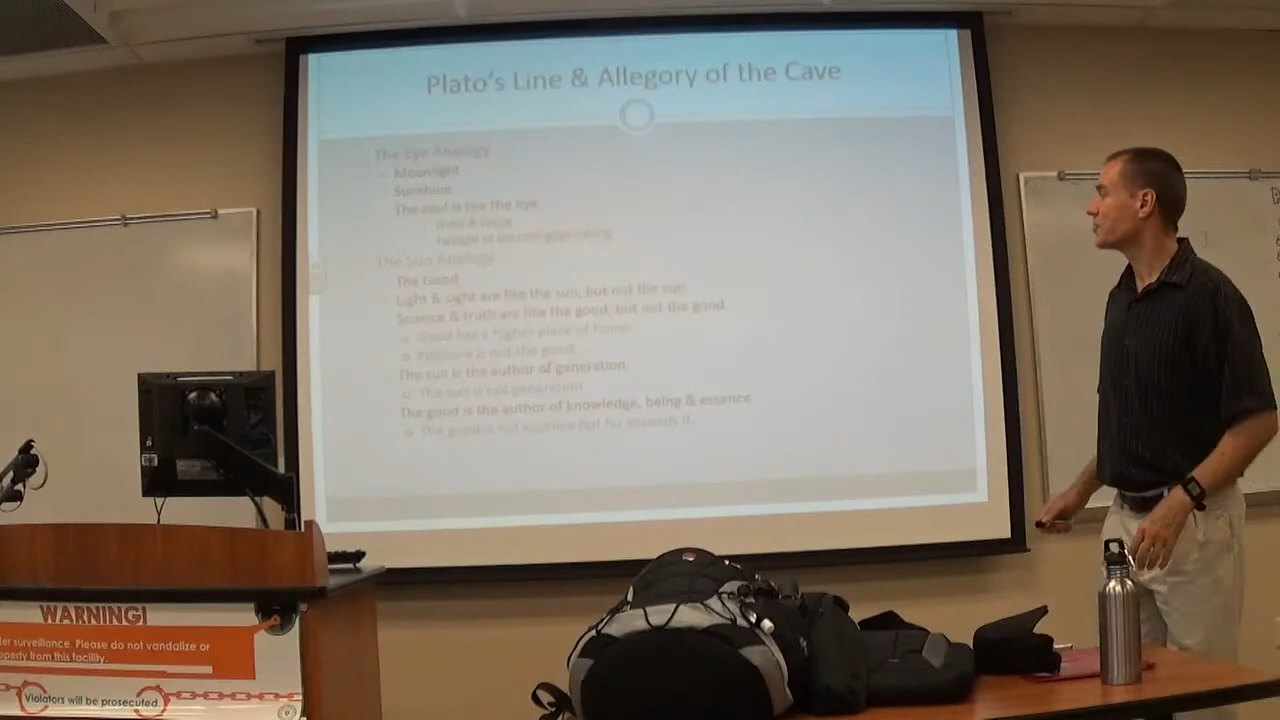 Plato's Line & Allegory of the Cave
The Eye Analogy
Moonlight
Sunshine
The soul is like the eye
Twilight of becoming/perishing
The Sun Analogy
The Good
Light & sight are like the sun, but not the sun
Science & truth are like the good, but not the good
Good has a higher place of honor
Pleasure is not the good
The sun is the author of generation
The sun is not generation
The good is the author of knowledge, being & essence
The good is not essence but far exceeds it.
WARNING!
surveillance. Please do not vandalize or
from this facility.
Violators will be prosecuted.